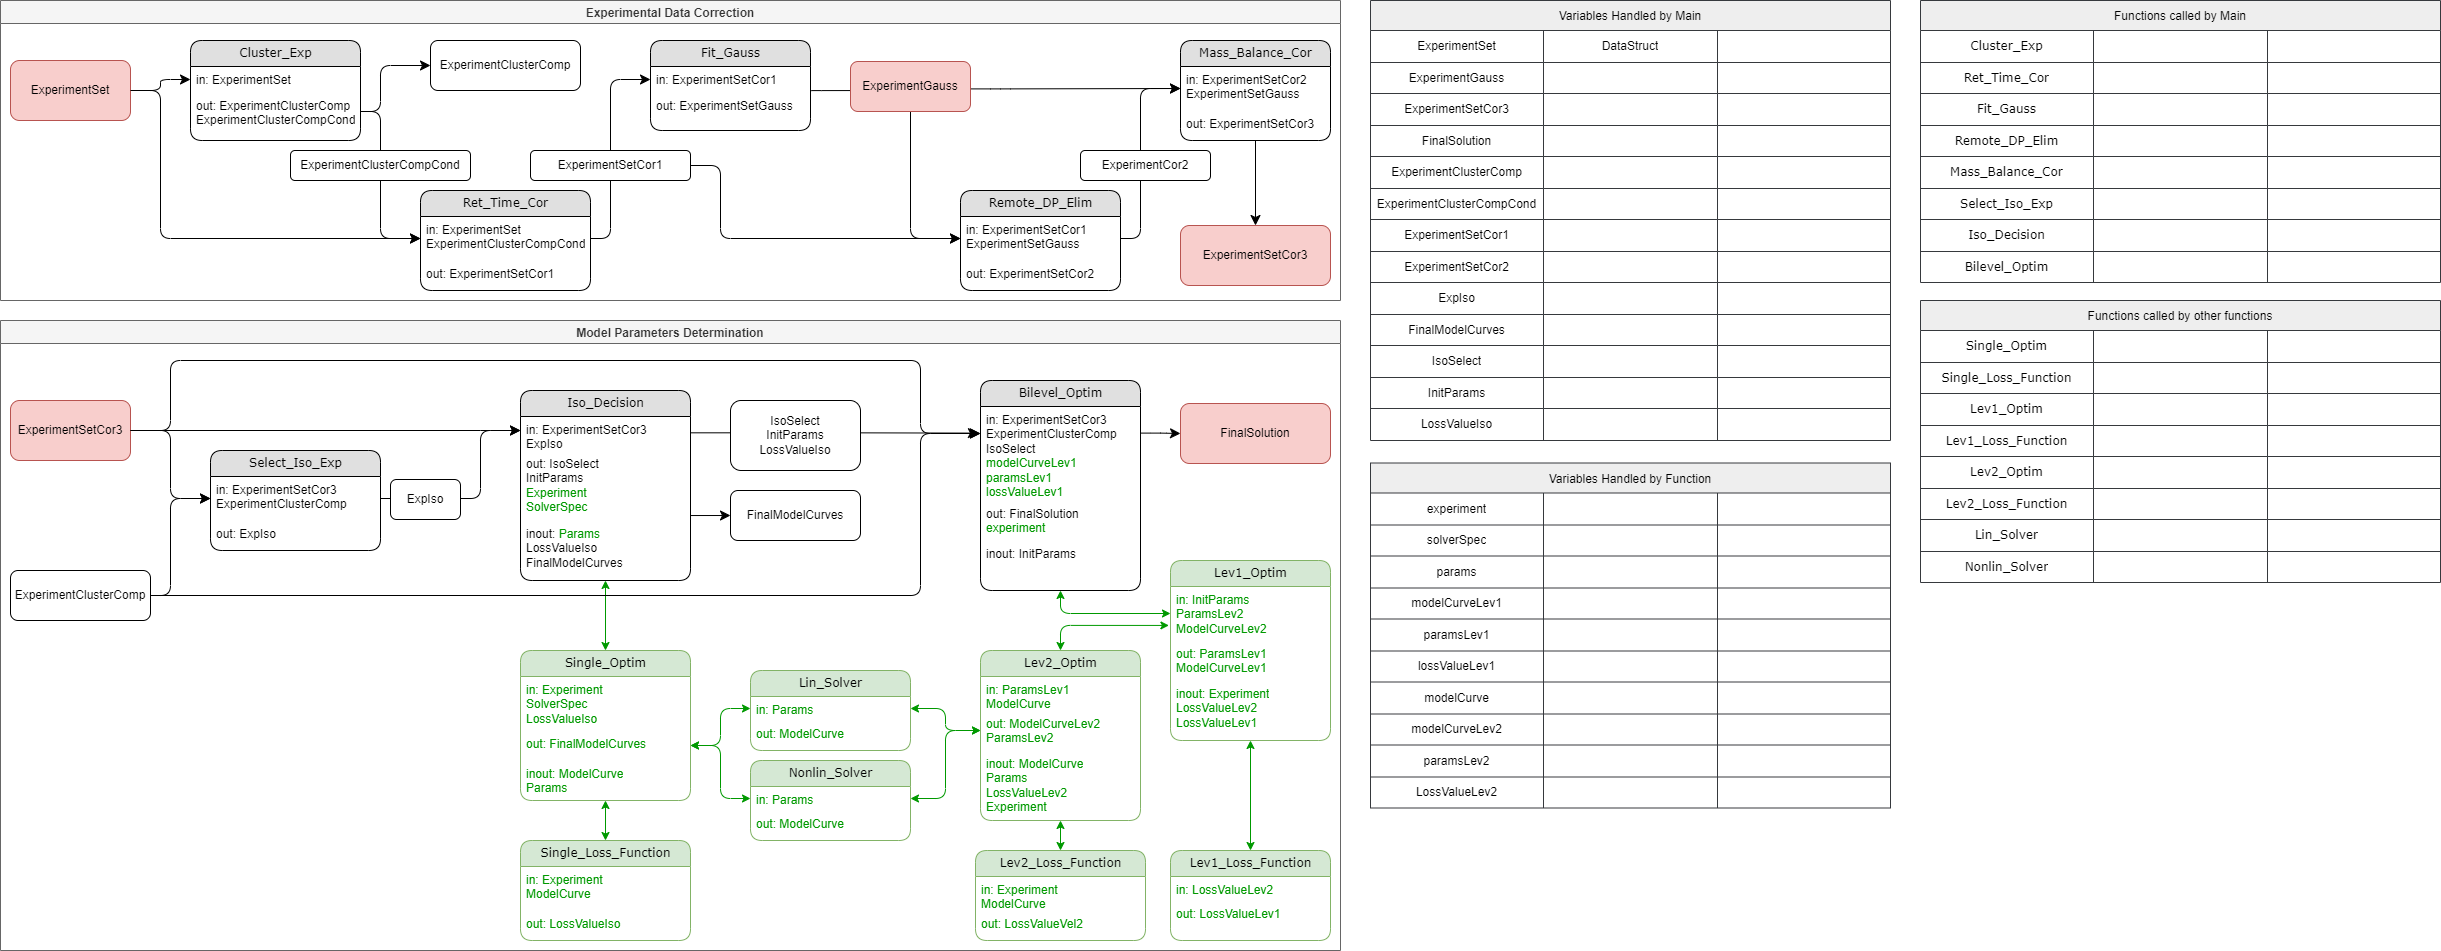 Experimental Data Correction
ExperimentSet
Cluster_Exp
in: ExperimentSet
out: ExperimentClusterComp
ExperimentClusterCompCond
ExperimentClusterComp
ExperimentClusterCompCond
Ret_Time_Cor
in: ExperimentSet
ExperimentClusterCompCond
out: ExperimentSetCor1
ExperimentSetCor1
Fit_Gauss
in: ExperimentSetCor1
out: ExperimentSetGauss
ExperimentGauss
Remote_DP_Elim
in: ExperimentSetCor1
ExperimentSetGauss
out: ExperimentSetCor2
ExperimentCor2
Mass_Balance_Cor
in: ExperimentSetCor2
ExperimentSetGauss
out: ExperimentSetCor3
ExperimentSetCor3
Model Parameters Determination
ExperimentSetCor3
ExperimentClusterComp
Select_Iso_Exp
in: ExperimentSetCor3
ExperimentClusterComp
out: ExpIso
ExpIso
Iso_Decision
in: ExperimentSetCor3
ExpIso
out: IsoSelect
InitParams
Experiment
SolverSpec
inout: Params
LossValueIso
FinalModelCurves
IsoSelect
InitParams
LossValueIso
FinalModelCurves
Bilevel_Optim
in: ExperimentSetCor3
ExperimentClusterComp
IsoSelect
modelCurveLev1
paramsLev1
lossValueLev1
out: FinalSolution
experiment
inout: InitParams
FinalSolution
Lev1_Optim
in: InitParams
ParamsLev2
ModelCurveLev2
out: ParamsLev1
ModelCurveLev1
inout: Experiment
LossValueLev2
LossValueLev1
Single_Optim
in: Experiment
SolverSpec
LossValueIso
out: FinalModelCurves
inout: ModelCurve
Params
Lin_Solver
in: Params
out: ModelCurve
Nonlin_Solver
in: Params
out: ModelCurve
Lev2_Optim
in: ParamsLev1
ModelCurve
out: ModelCurveLev2
ParamsLev2
inout: ModelCurve
Params
LossValueLev2
Experiment
Single_Loss_Function
in: Experiment
ModelCurve
out: LossValueIso
Lev2_Loss_Function
in: Experiment
ModelCurve
out: LossValueVel2
Lev1_Loss_Function
in: LossValueLev2
out: LossValueLev1
Variables Handled by Main
ExperimentSet DataStruct
ExperimentGauss
ExperimentSetCor3
FinalSolution
ExperimentClusterComp
ExperimentClusterCompCond
ExperimentSetCor1
ExperimentSetCor2
ExpIso
FinalModelCurves
IsoSelect
InitParams
LossValueIso
Variables Handled by Function
experiment
solverSpec
params
modelCurveLev1
paramsLev1
lossValueLev1
modelCurve
modelCurveLev2
paramsLev2
LossValueLev2
Functions called by Main
Cluster_Exp
Ret_Time_Cor
Fit_Gauss
Remote_DP_Elim
Mass_Balance_Cor
Select_Iso_Exp
Iso_Decision
Bilevel_Optim
Functions called by other functions
Single_Optim
Single_Loss_Function
Lev1_Optim
Lev1_Loss_Function
Lev2_Optim
Lev2_Loss_Function
Lin_Solver
Nonlin_Solver